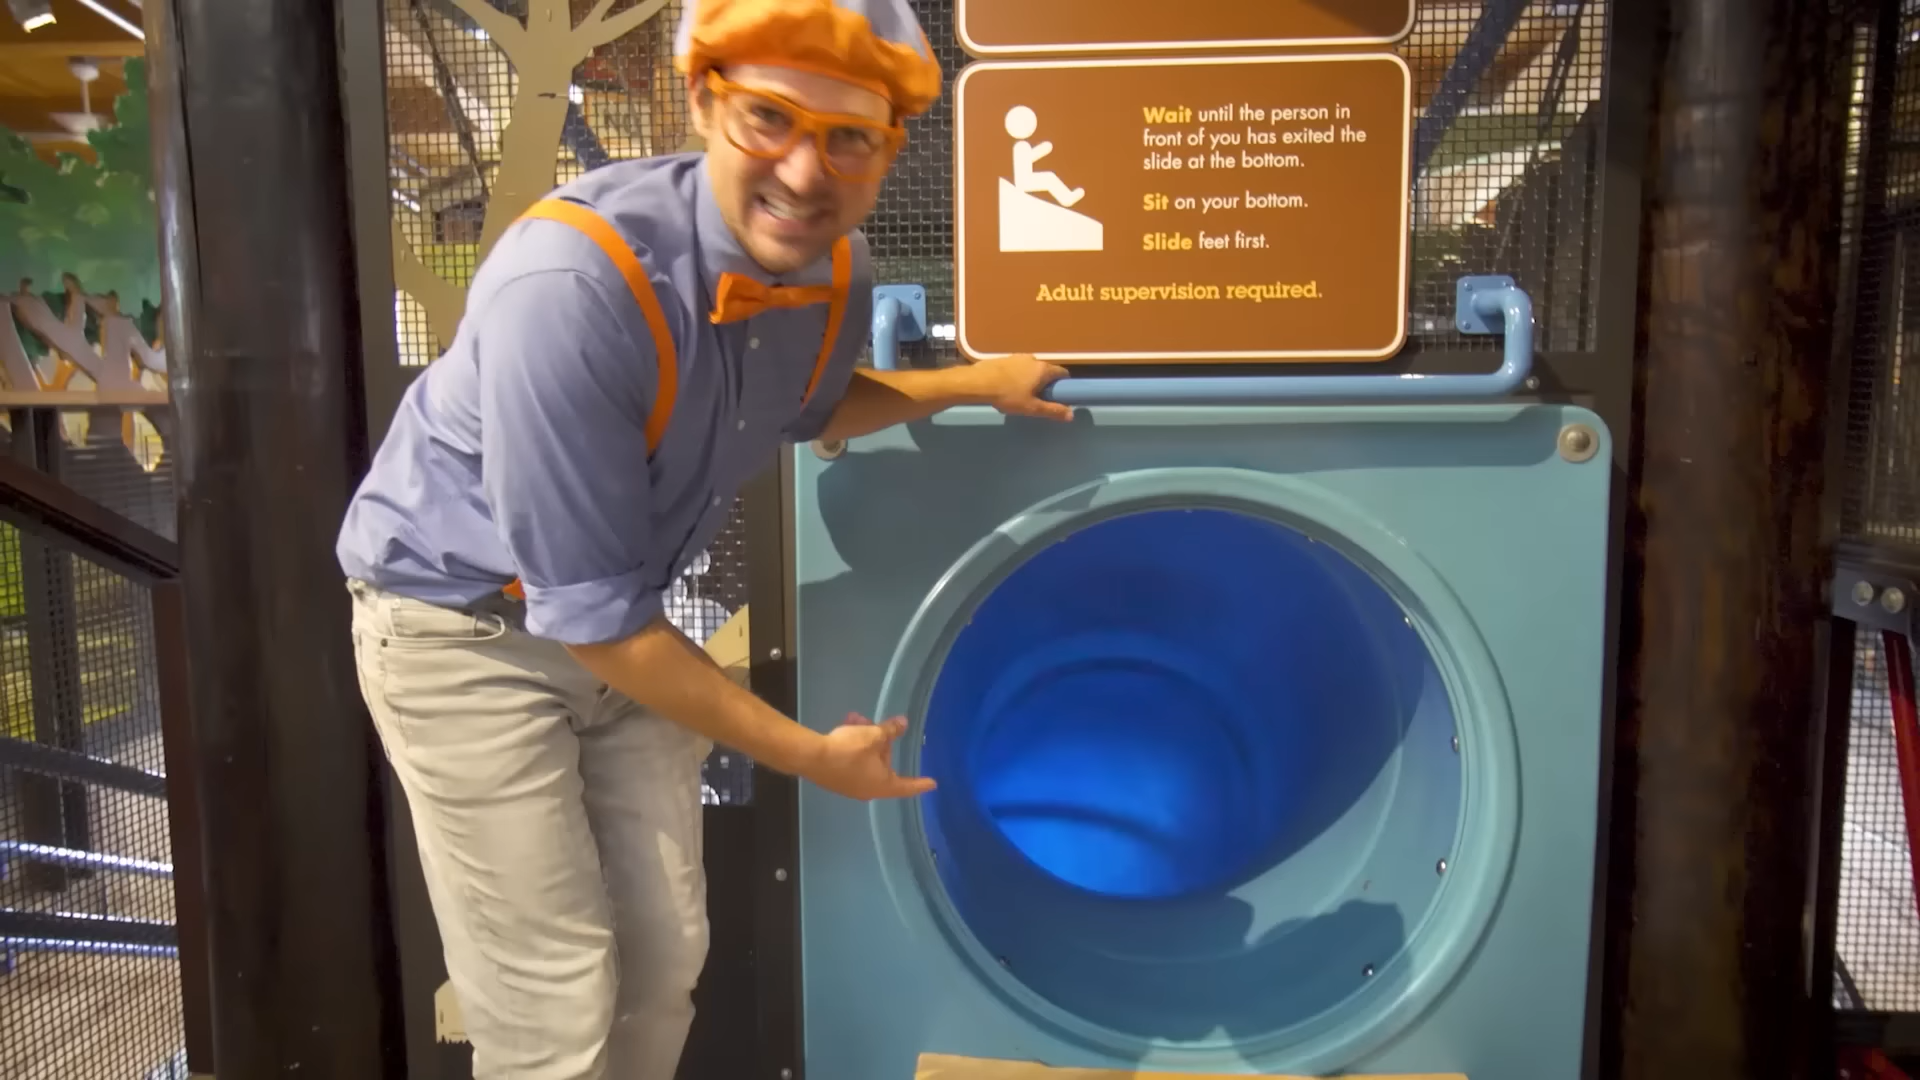 Wait until the person in
front of you has exited the
slide at the bottom.
Sit on your bottom.
Slide feet first.
Adult supervision required.